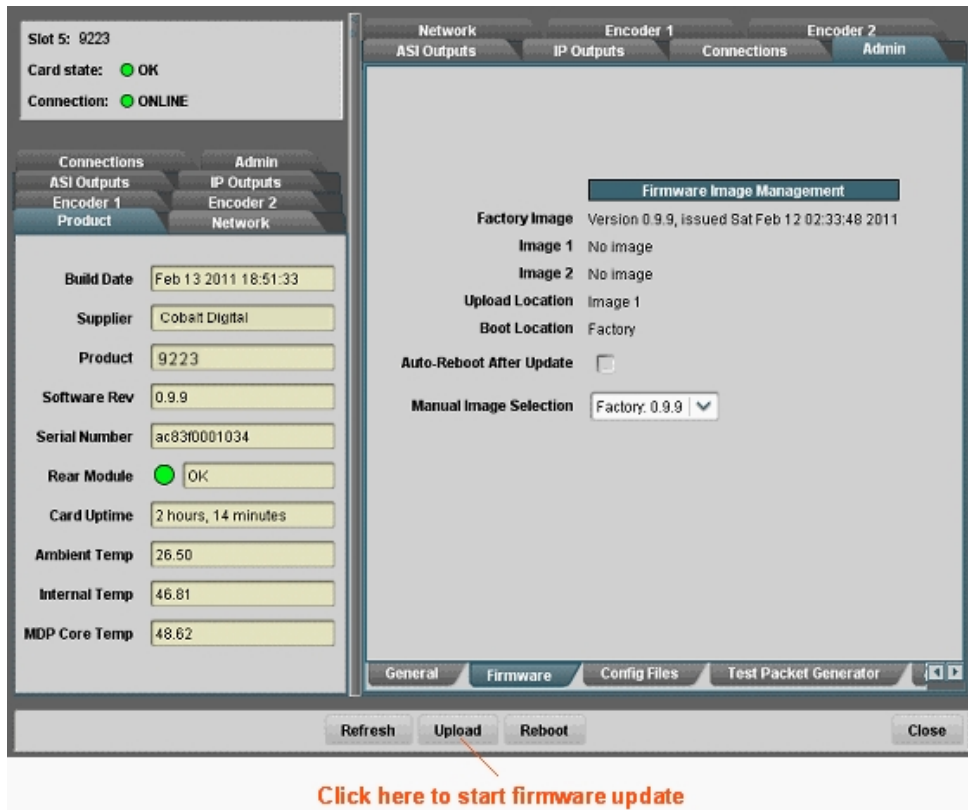 Slot 5: 9223
Card state: OK
Connection: ONLINE
Connections Admin
ASI Outputs IP Outputs
Encoder 1 Encoder 2
Product Network
Build Date Feb 13 2011 18:51:33
Supplier Cobalt Digital
Product 9223
Software Rev 0.9.9
Serial Number ac83f0001034
Rear Module OK
Card Uptime 2 hours, 14 minutes
Ambient Temp 26.50
Internal Temp 46.81
MDP Core Temp 48.62
Network Encoder 1 Encoder 2
ASI Outputs IP Outputs Connections Admin
Firmware Image Management
Factory Image Version 0.9.9, issued Sat Feb 12 02:33:48 2011
Image 1 No image
Image 2 No image
Upload Location Image 1
Boot Location Factory
Auto-Reboot After Update
Manual Image Selection Factory: 0.9.9
General Firmware Config Files Test Packet Generator
Refresh Upload Reboot Close
Click here to start firmware update